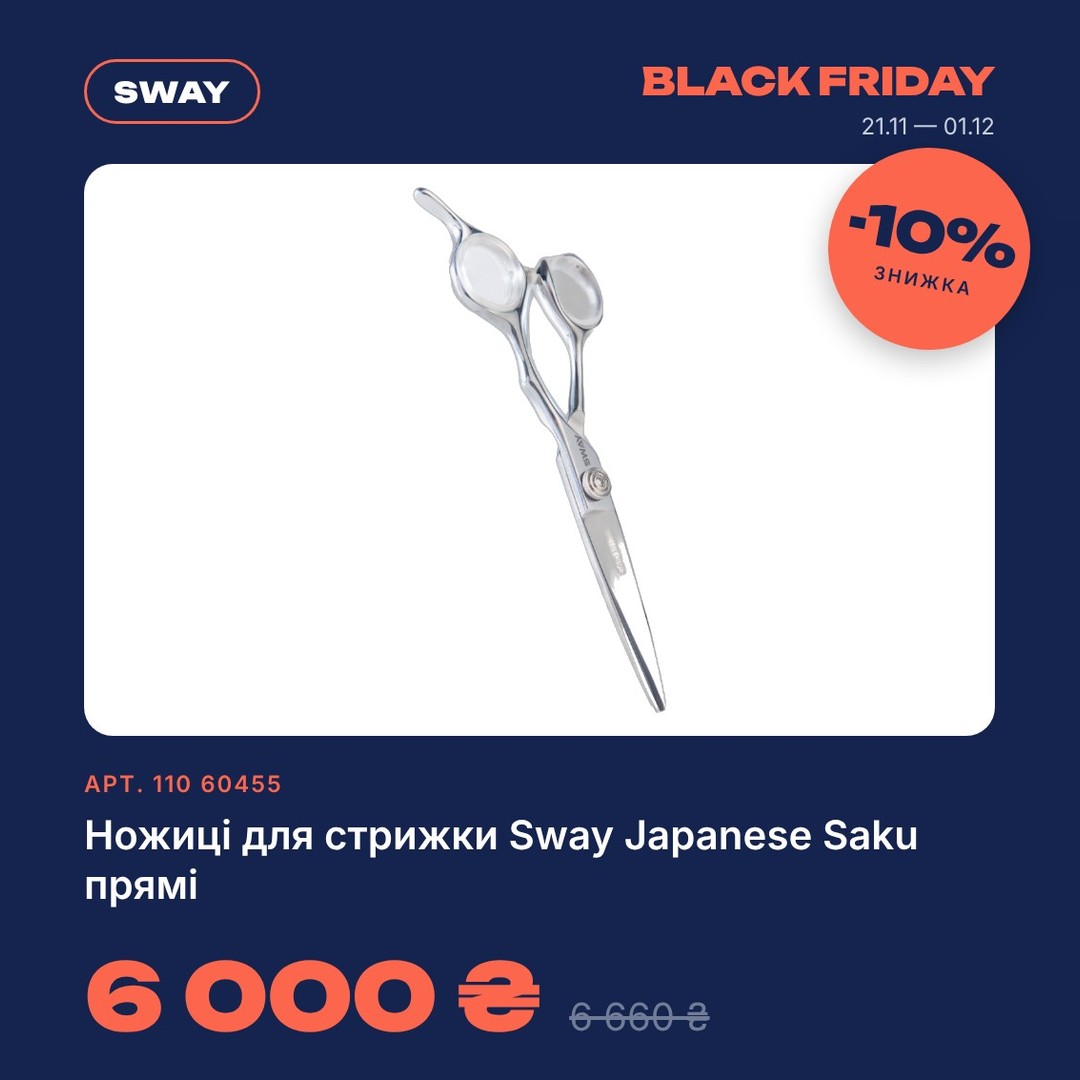 SWAY
BLACK FRIDAY
21.11 — 01.12
-10%
ЗНИЖКА
SWAY
АРТ. 110 60455
Ножиці для стрижки Sway Japanese Saku
прямі
6 000 ₴
6 660 ₴